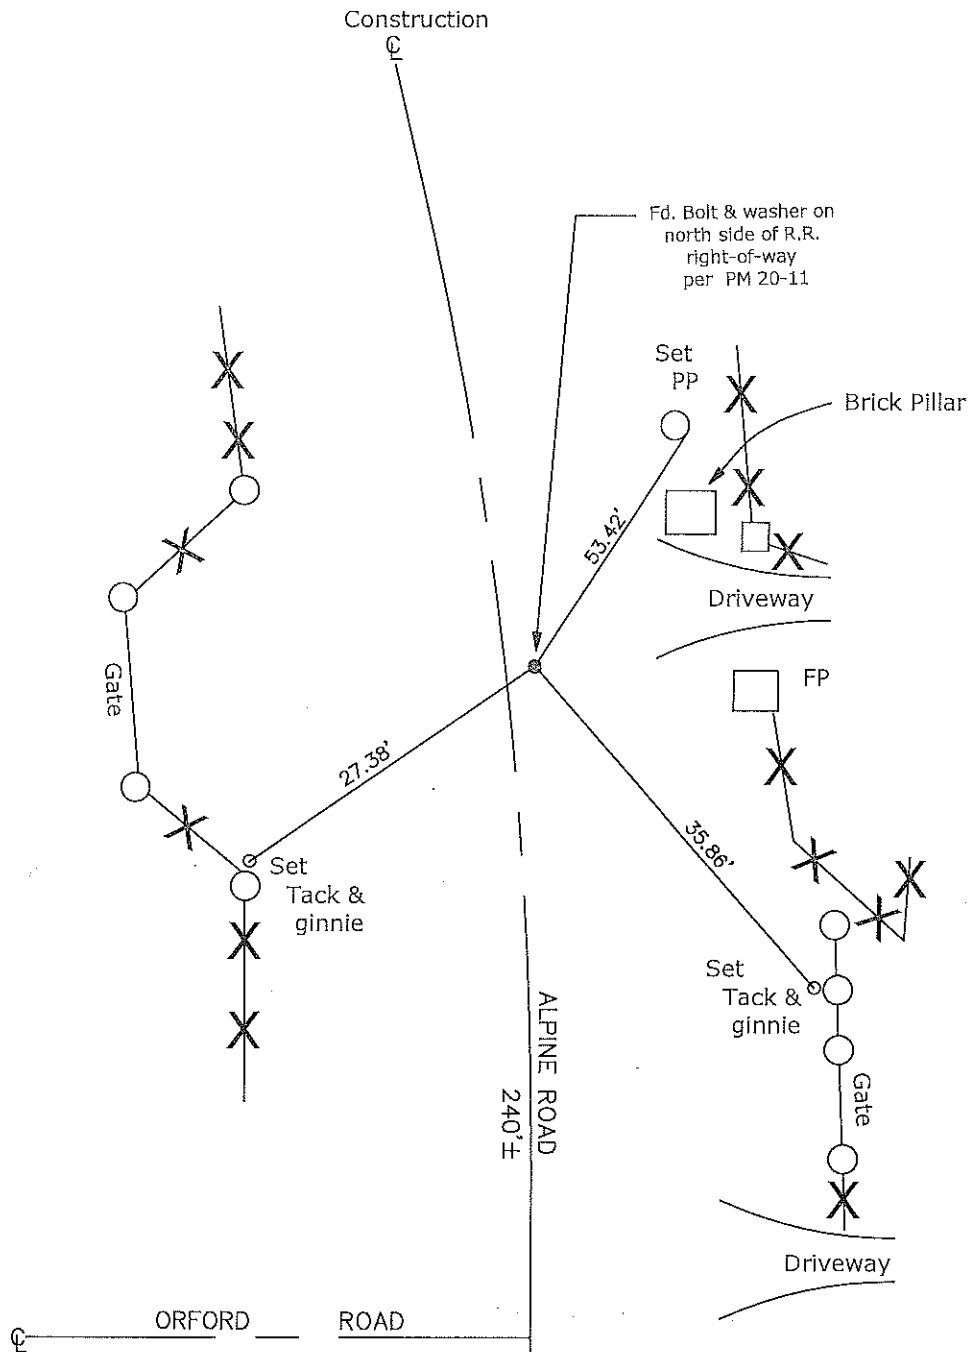 Construction
℄
Fd. Bolt & washer on
north side of R.R.
right-of-way
per PM 20-11
Set
PP
Brick Pillar
53.42'
Driveway
Gate
FP
27.38'
35.86'
Set
Tack &
ginnie
Set
Tack &
ginnie
ALPINE ROAD
240'±
Gate
Driveway
ORFORD ROAD
℄